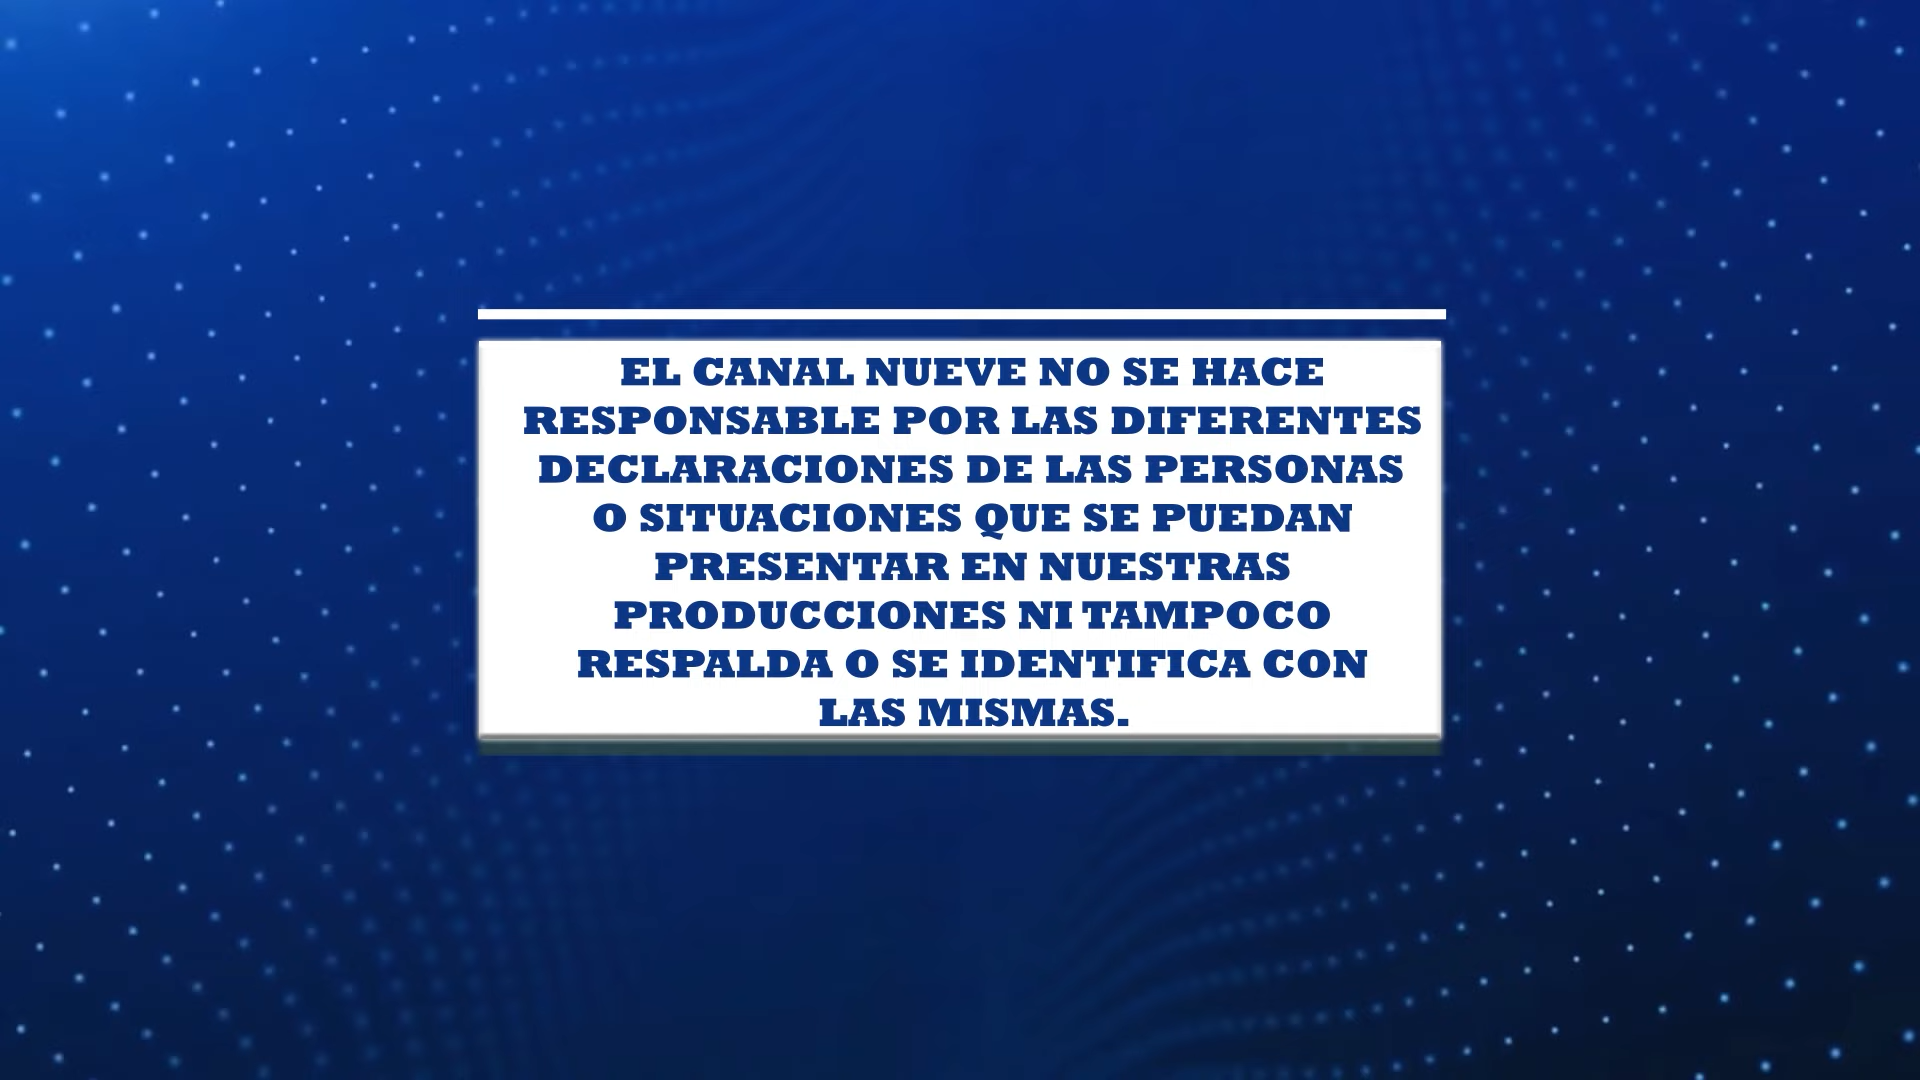 EL CANAL NUEVE NO SE HACE
RESPONSABLE POR LAS DIFERENTES
DECLARACIONES DE LAS PERSONAS
O SITUACIONES QUE SE PUEDAN
PRESENTAR EN NUESTRAS
PRODUCCIONES NI TAMPOCO
RESPALDA O SE IDENTIFICA CON
LAS MISMAS.